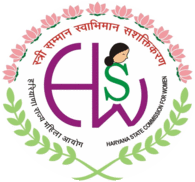 स्त्री सम्मान स्वाभिमान सशक्तिकरण
हरियाणा राज्य महिला आयोग
HSW
HARYANA STATE COMMISSION FOR WOMEN